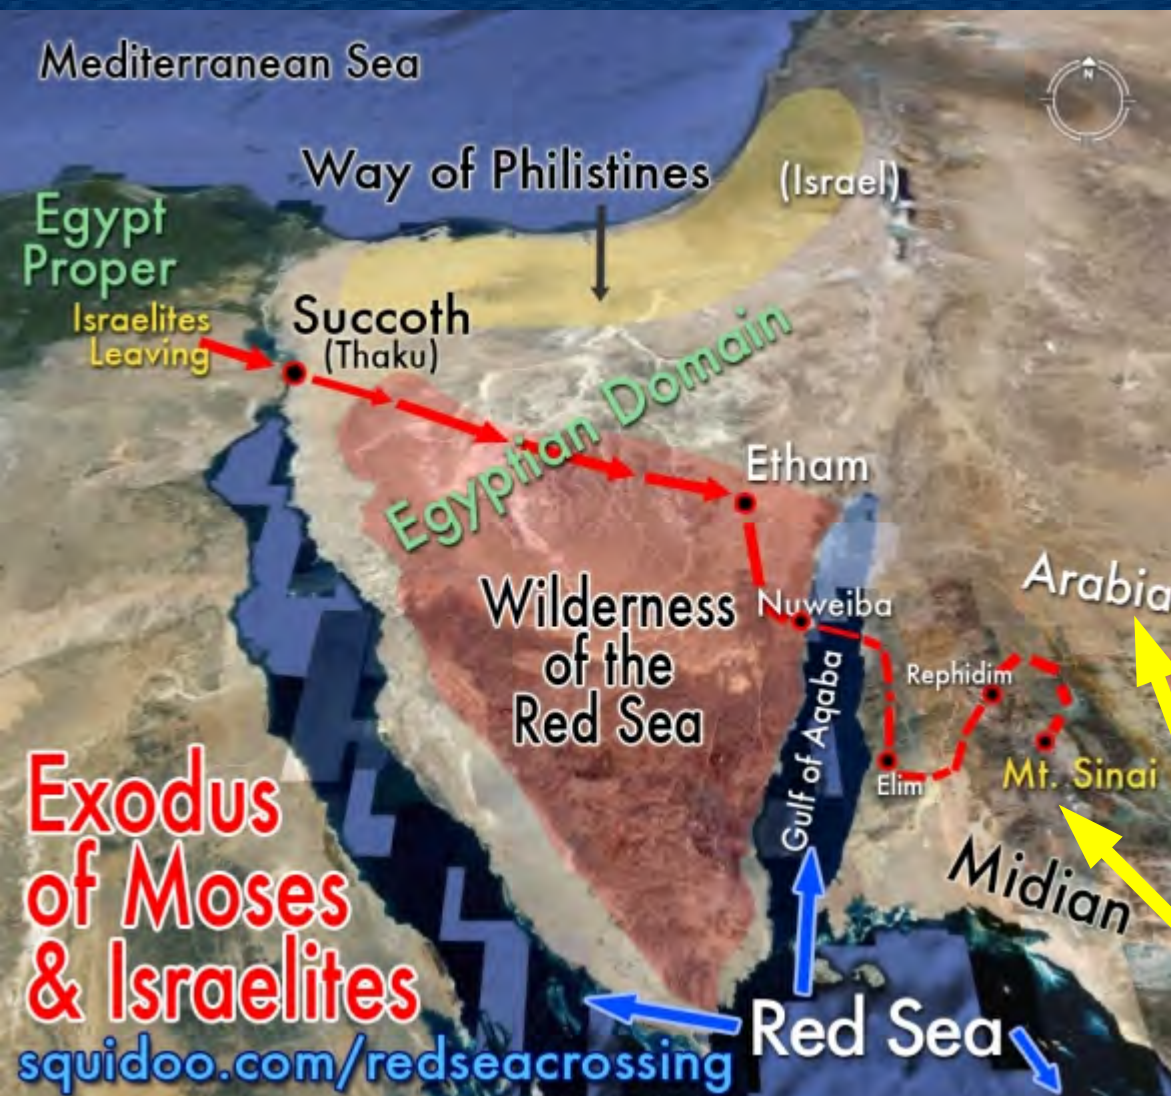 Mediterranean Sea
N
Way of Philistines
(Israel)
Egypt
Proper
Israelites
Leaving
Succoth
(Thaku)
Egyptian Domain
Etham
Wilderness
of the
Red Sea
Nuweiba
Arabia
Rephidim
Gulf of Aqaba
Elim
Mt. Sinai
Midian
Exodus
of Moses
& Israelites
Red Sea
squidoo.com/redseacrossing